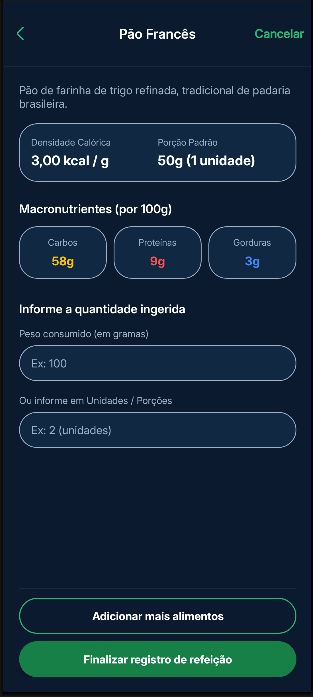 Pão Francês
Cancelar
Pão de farinha de trigo refinada, tradicional de padaria
brasileira.
Densidade Calórica
Porção Padrão
3,00 kcal / g
50g (1 unidade)
Macronutrientes (por 100g)
Carbos
Proteínas
Gorduras
58g
9g
3g
Informe a quantidade ingerida
Peso consumido (em gramas)
Ex: 100
Ou informe em Unidades / Porções
Ex: 2 (unidades)
Adicionar mais alimentos
Finalizar registro de refeição